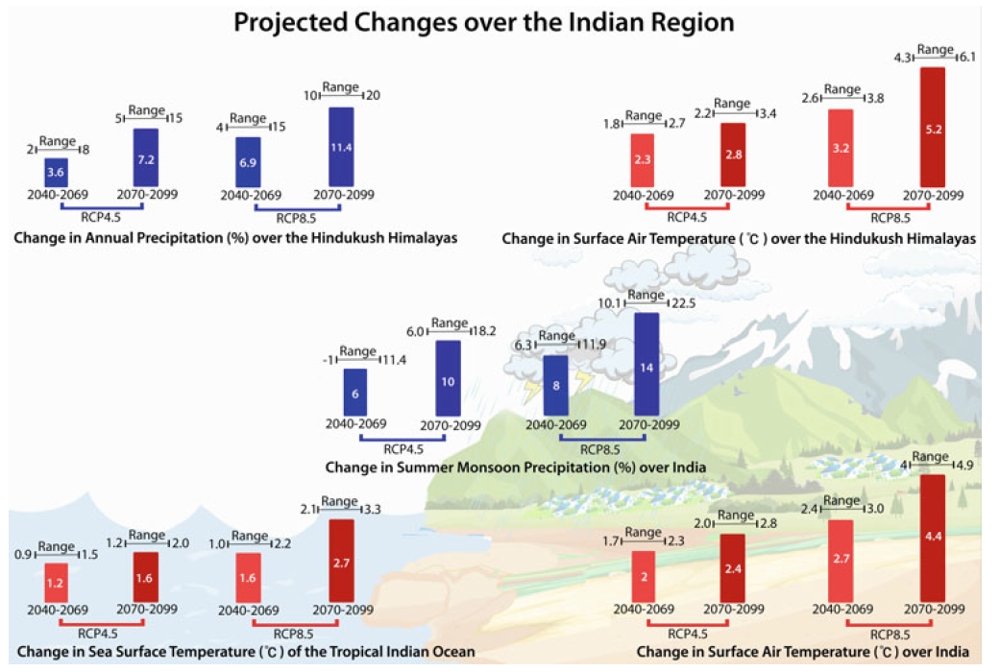 Projected Changes over the Indian Region
2 Range 8
3.6
2040-2069
5 Range 15
7.2
2070-2099
RCP4.5
4 Range 15
6.9
2040-2069
10 Range 20
11.4
2070-2099
RCP8.5
Change in Annual Precipitation (%) over the Hindukush Himalayas
1.8 Range 2.7
2.3
2040-2069
2.2 Range 3.4
2.8
2070-2099
RCP4.5
2.6 Range 3.8
3.2
2040-2069
4.3 Range 6.1
5.2
2070-2099
RCP8.5
Change in Surface Air Temperature (℃) over the Hindukush Himalayas
-1 Range 11.4
6
2040-2069
6.0 Range 18.2
10
2070-2099
RCP4.5
6.3 Range 11.9
8
2040-2069
10.1 Range 22.5
14
2070-2099
RCP8.5
Change in Summer Monsoon Precipitation (%) over India
0.9 Range 1.5
1.2
2040-2069
1.2 Range 2.0
1.6
2070-2099
RCP4.5
1.0 Range 2.2
1.6
2040-2069
2.1 Range 3.3
2.7
2070-2099
RCP8.5
Change in Sea Surface Temperature (℃) of the Tropical Indian Ocean
1.7 Range 2.3
2
2040-2069
2.0 Range 2.8
2.4
2070-2099
RCP4.5
2.4 Range 3.0
2.7
2040-2069
4 Range 4.9
4.4
2070-2099
RCP8.5
Change in Surface Air Temperature (℃) over India